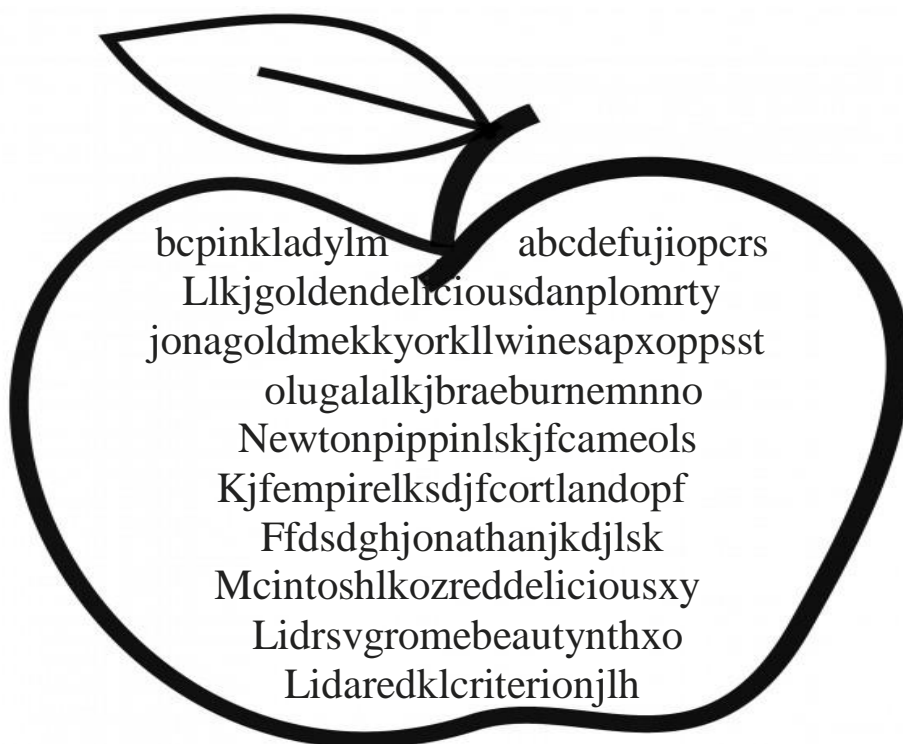 bcpinkladylm abcdefujiopcrs
Llkjgoldendeliciousdanplomrty
jonagoldmekkyorkllwinesapxoppsst
olugalalkjbraeburnemnno
Newtonpippinlskjfcameols
Kjfempirelksdjfcortlandopf
Ffdsdghjonathanjkdjlsk
Mcintoshlkozreddeliciousxy
Lidrsvgromebeautynthxo
Lidaredklcriterionjlh